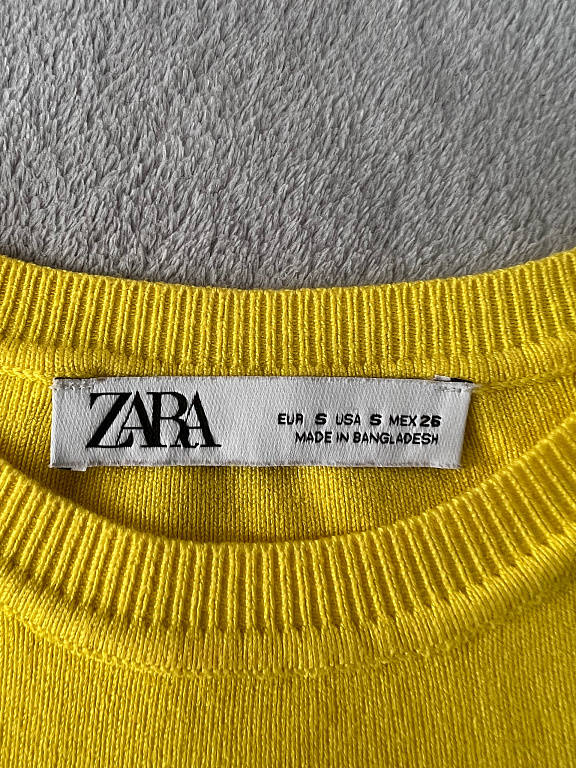 ZARA
EUR S USA S MEX 26
MADE IN BANGLADESH